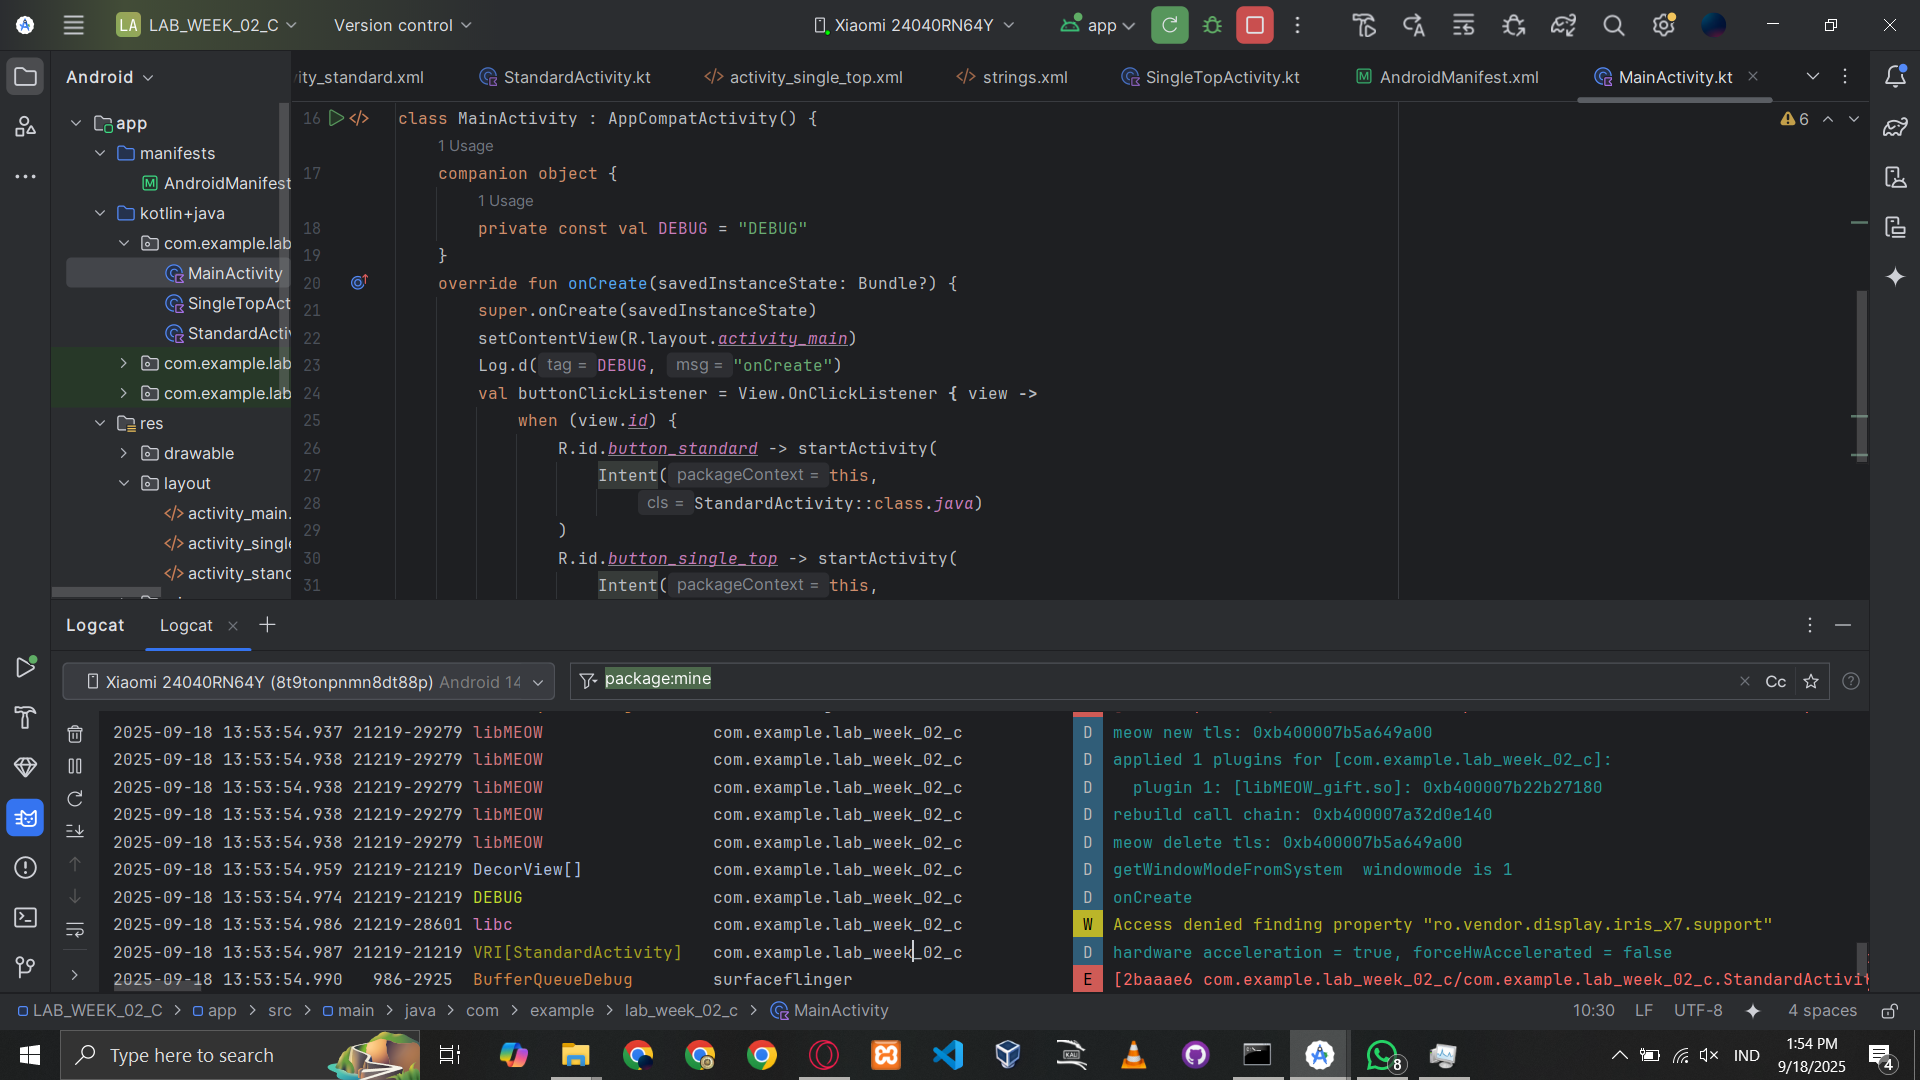 LA LAB_WEEK_02_C Version control Xiaomi 24040RN64Y app
Android
ity_standard.xml StandardActivity.kt activity_single_top.xml strings.xml SingleTopActivity.kt AndroidManifest.xml MainActivity.kt
app
manifests
AndroidManifest
kotlin+java
com.example.lab
MainActivity
SingleTopAct
StandardActiv
com.example.lab
com.example.lab
res
drawable
layout
activity_main.
activity_single
activity_stand
6
16 class MainActivity : AppCompatActivity() {
1 Usage
17 companion object {
1 Usage
18 private const val DEBUG = "DEBUG"
19 }
20 override fun onCreate(savedInstanceState: Bundle?) {
21 super.onCreate(savedInstanceState)
22 setContentView(R.layout.activity_main)
23 Log.d( tag = DEBUG, msg = "onCreate")
24 val buttonClickListener = View.OnClickListener { view ->
25 when (view.id) {
26 R.id.button_standard -> startActivity(
27 Intent( packageContext = this,
28 cls = StandardActivity::class.java)
29 )
30 R.id.button_single_top -> startActivity(
31 Intent( packageContext = this,
Logcat Logcat
Xiaomi 24040RN64Y (8t9tonpnmn8dt88p) Android 14 package:mine Cc
2025-09-18 13:53:54.937 21219-29279 libMEOW com.example.lab_week_02_c D meow new tls: 0xb400007b5a649a00
2025-09-18 13:53:54.938 21219-29279 libMEOW com.example.lab_week_02_c D applied 1 plugins for [com.example.lab_week_02_c]:
2025-09-18 13:53:54.938 21219-29279 libMEOW com.example.lab_week_02_c D plugin 1: [libMEOW_gift.so]: 0xb400007b22b27180
2025-09-18 13:53:54.938 21219-29279 libMEOW com.example.lab_week_02_c D rebuild call chain: 0xb400007a32d0e140
2025-09-18 13:53:54.938 21219-29279 libMEOW com.example.lab_week_02_c D meow delete tls: 0xb400007b5a649a00
2025-09-18 13:53:54.959 21219-21219 DecorView[] com.example.lab_week_02_c D getWindowModeFromSystem windowmode is 1
2025-09-18 13:53:54.974 21219-21219 DEBUG com.example.lab_week_02_c D onCreate
2025-09-18 13:53:54.986 21219-28601 libc com.example.lab_week_02_c W Access denied finding property "ro.vendor.display.iris_x7.support"
2025-09-18 13:53:54.987 21219-21219 VRI[StandardActivity] com.example.lab_week_02_c D hardware acceleration = true, forceHwAccelerated = false
2025-09-18 13:53:54.990 986-2925 BufferQueueDebug surfaceflinger E [2baaae6 com.example.lab_week_02_c/com.example.lab_week_02_c.StandardActivit
LAB_WEEK_02_C > app > src > main > java > com > example > lab_week_02_c > MainActivity 10:30 LF UTF-8 4 spaces
Type here to search 8 IND 1:54 PM
9/18/2025 4